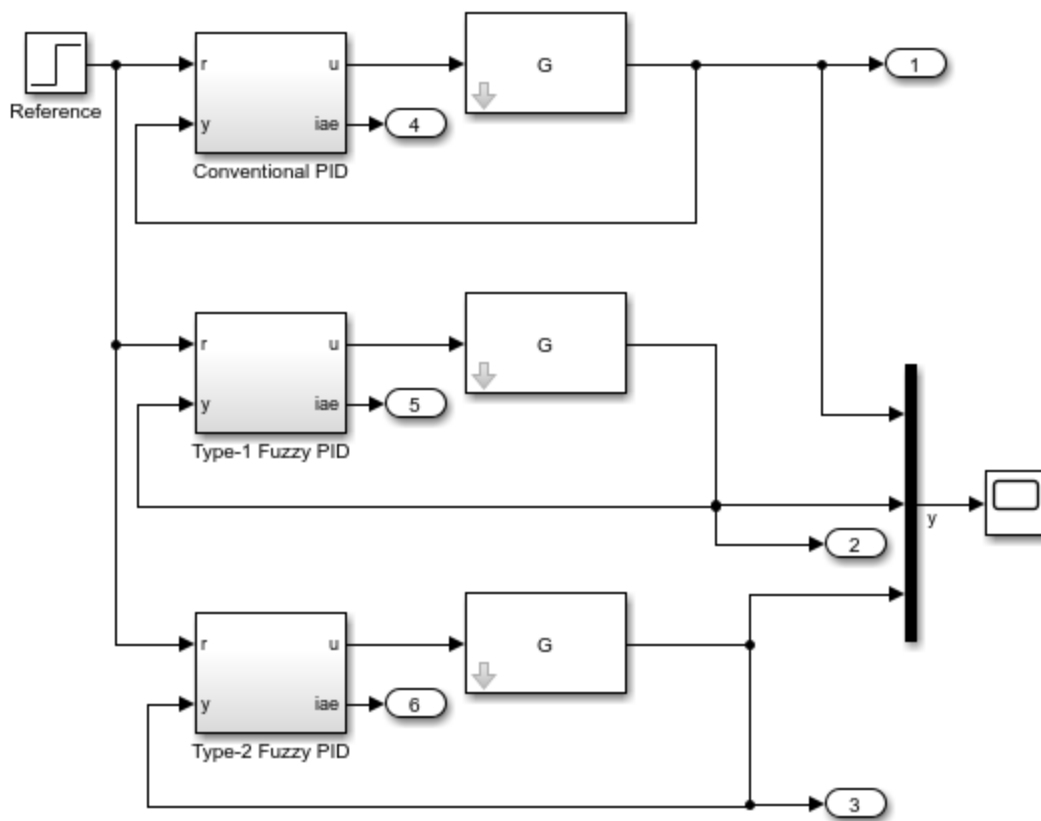 r
u
G
1
Reference
y
iae
4
Conventional PID
r
u
G
y
iae
5
Type-1 Fuzzy PID
y
2
r
u
G
y
iae
6
Type-2 Fuzzy PID
3